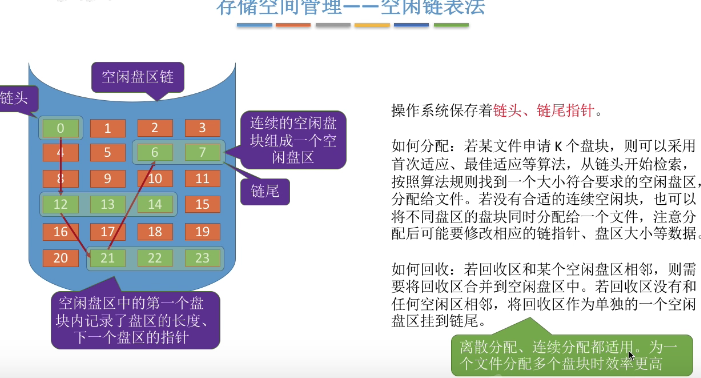 存储空间管理——空闲链表法
空闲盘区链
链头
0 1 2 3
4 5 6 7
8 9 10 11
12 13 14 15
16 17 18 19
20 21 22 23
连续的空闲盘
块组成一个空
闲盘区
链尾
空闲盘区中的第一个盘
块内记录了盘区的长度、
下一个盘区的指针
操作系统保存着链头、链尾指针。
如何分配：若某文件申请 K 个盘块，则可以采用
首次适应、最佳适应等算法，从链头开始检索，
按照算法规则找到一个大小符合要求的空闲盘区，
分配给文件。若没有合适的连续空闲块，也可以
将不同盘区的盘块同时分配给一个文件，注意分
配后可能要修改相应的链指针、盘区大小等数据。
如何回收：若回收区和某个空闲盘区相邻，则需
要将回收区合并到空闲盘区中。若回收区没有和
任何空闲区相邻，将回收区作为单独的一个空闲
盘区挂到链尾。
离散分配、连续分配都适用。为一
个文件分配多个盘块时效率更高